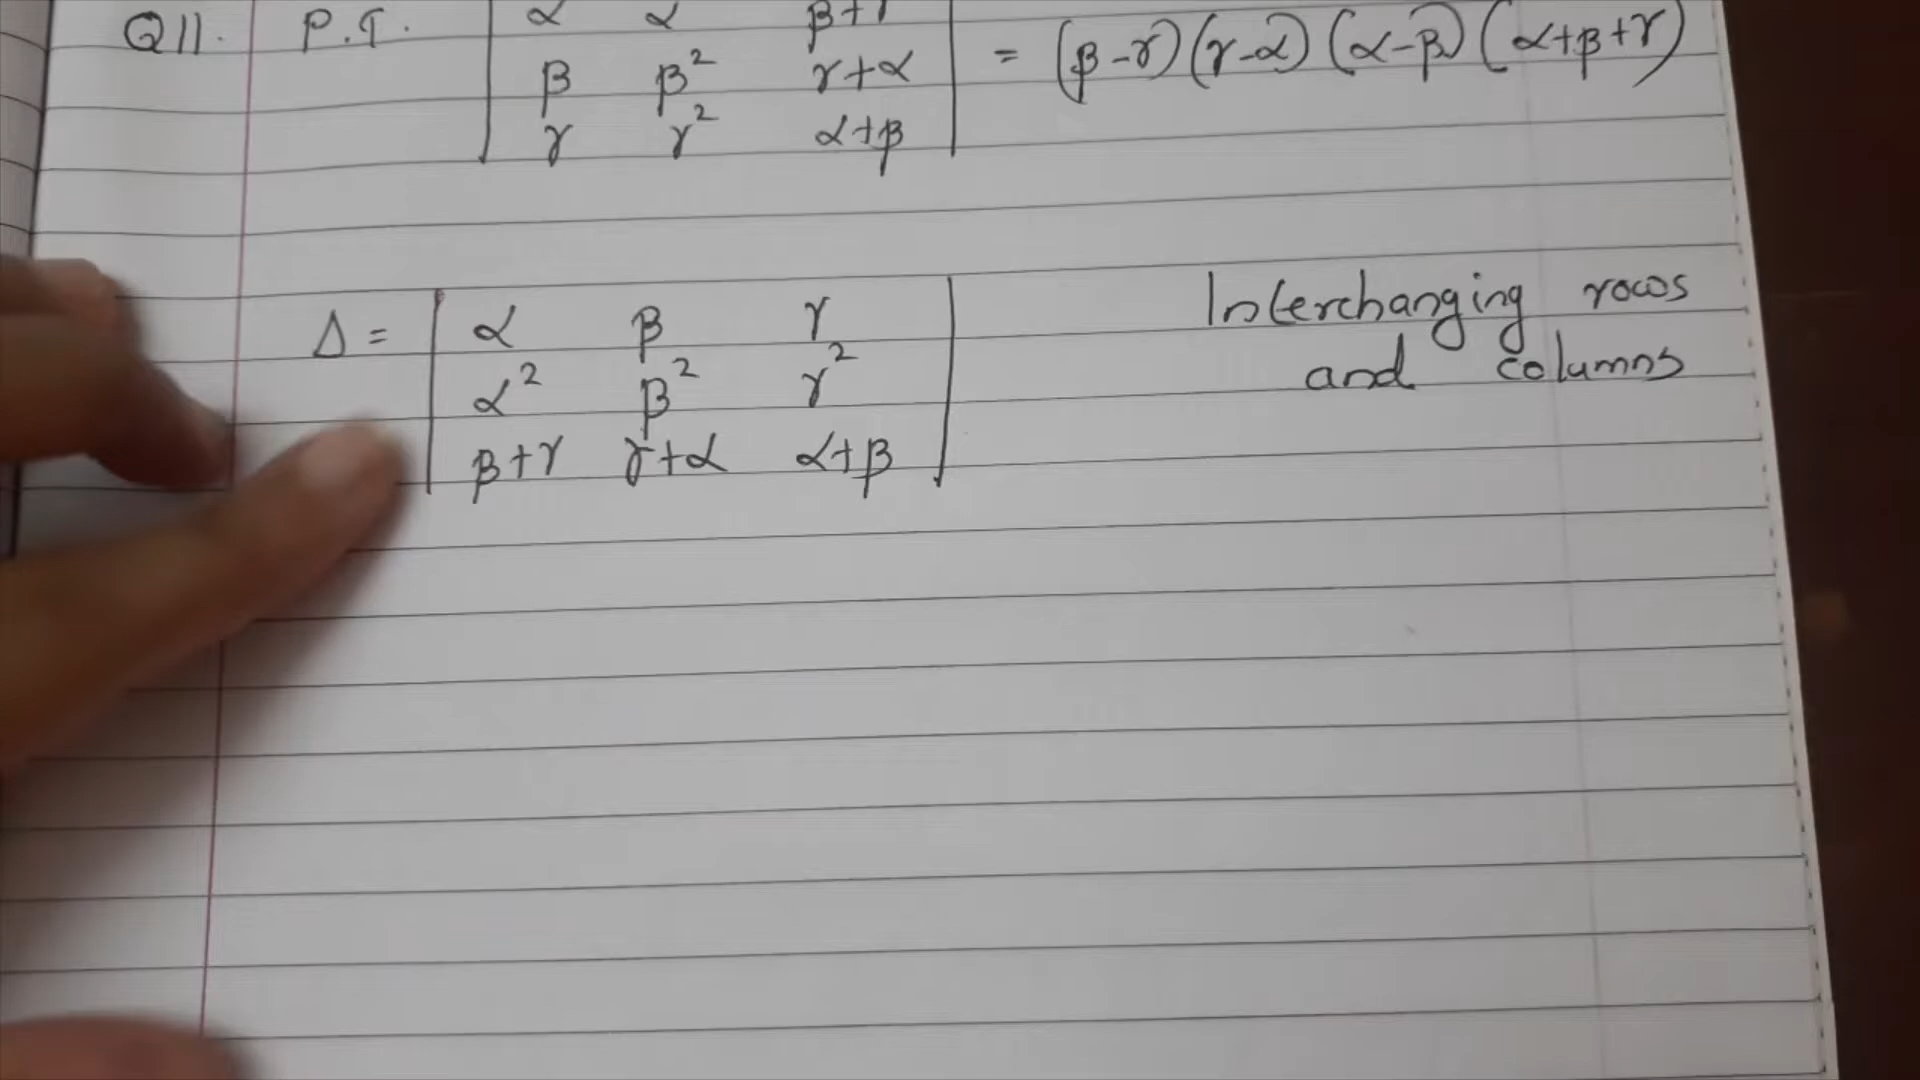 Q11. P.T. | α α β+γ |
| β β² γ+α | = (β-γ)(γ-α)(α-β)(α+β+γ)
| γ γ² α+β |
Δ = | α β γ | Interchanging rows
| α² β² γ² | and columns
| β+γ γ+α α+β |